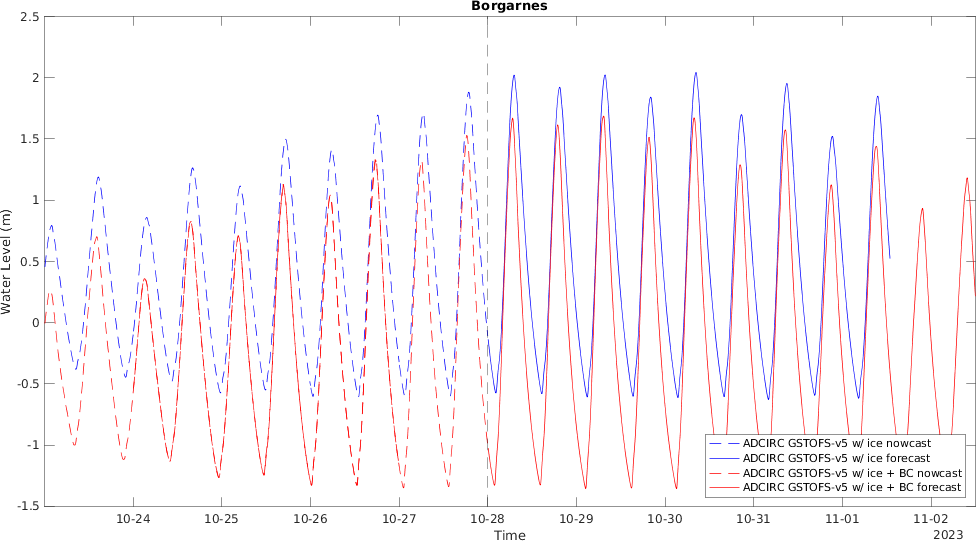 Borgarnes
2.5
2
1.5
1
0.5
0
-0.5
-1
-1.5
Water Level (m)
10-24 10-25 10-26 10-27 10-28 10-29 10-30 10-31 11-01 11-02
Time
2023
ADCIRC GSTOFS-v5 w/ ice nowcast
ADCIRC GSTOFS-v5 w/ ice forecast
ADCIRC GSTOFS-v5 w/ ice + BC nowcast
ADCIRC GSTOFS-v5 w/ ice + BC forecast